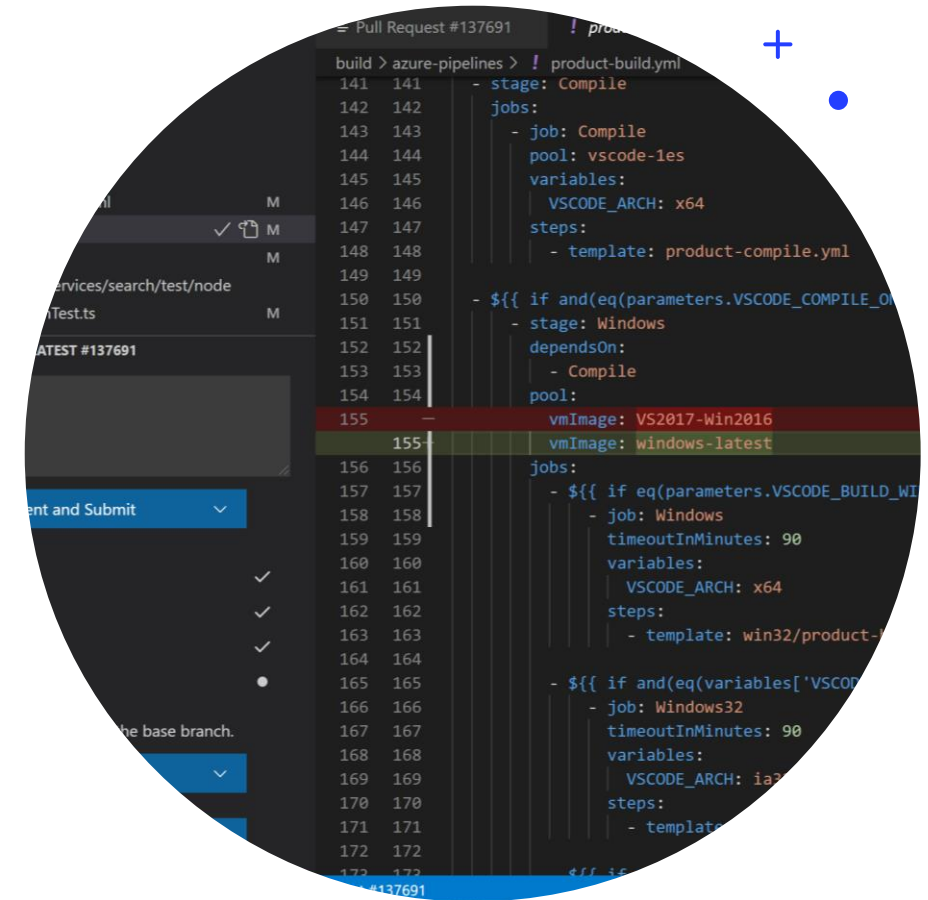 Pull Request #137691 !
build > azure-pipelines > ! product-build.yml
141 141 - stage: Compile
142 142 jobs:
143 143 - job: Compile
144 144 pool: vscode-1es
145 145 variables:
146 146 VSCODE_ARCH: x64
147 147 steps:
148 148 - template: product-compile.yml
149 149
150 150 - ${{ if and(eq(parameters.VSCODE_COMPILE_
151 151 - stage: Windows
152 152 dependsOn:
153 153 - Compile
154 154 pool:
155 — vmImage: VS2017-Win2016
155+ vmImage: windows-latest
156 156 jobs:
157 157 - ${{ if eq(parameters.VSCODE_BUILD_
158 158 - job: Windows
159 159 timeoutInMinutes: 90
160 160 variables:
161 161 VSCODE_ARCH: x64
162 162 steps:
163 163 - template: win32/product-
164 164
165 165 - ${{ if and(eq(variables['VSCOD
166 166 - job: Windows32
167 167 timeoutInMinutes: 90
168 168 variables:
169 169 VSCODE_ARCH:
170 170 steps:
171 171 - template
172 172
173 173 ${{ if
M
M
M
ervices/search/test/node
Test.ts M
ATEST #137691
ent and Submit
he base branch.
#137691